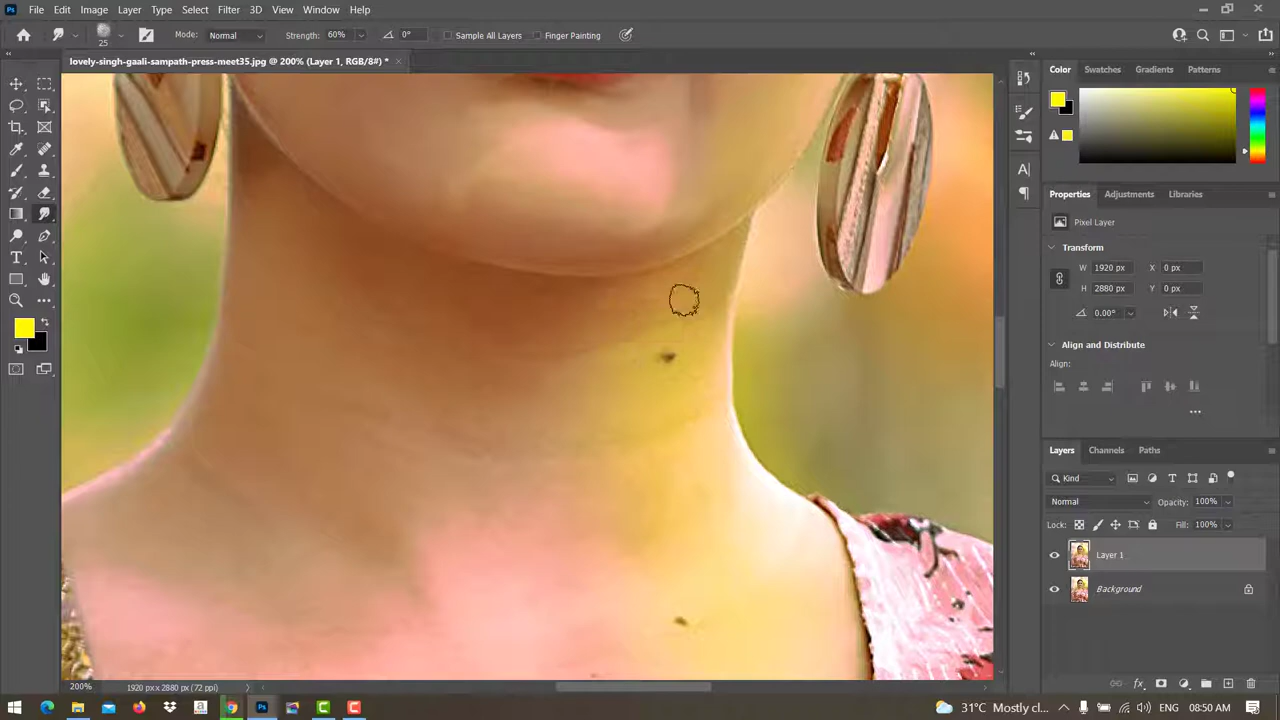 Ps File Edit Image Layer Type Select Filter 3D View Window Help
25 Mode: Normal Strength: 60% 0° Sample All Layers Finger Painting
lovely-singh-gaali-sampath-press-meet35.jpg @ 200% (Layer 1, RGB/8#) *
Color Swatches Gradients Patterns
Properties Adjustments Libraries
Pixel Layer
Transform
W 1920 px X 0 px
H 2880 px Y 0 px
0.00°
Align and Distribute
Align:
Layers Channels Paths
Kind
Normal Opacity: 100%
Lock: Fill: 100%
Layer 1
Background
200% 1920 px x 2880 px (72 ppi)
31°C Mostly cl... 08:50 AM